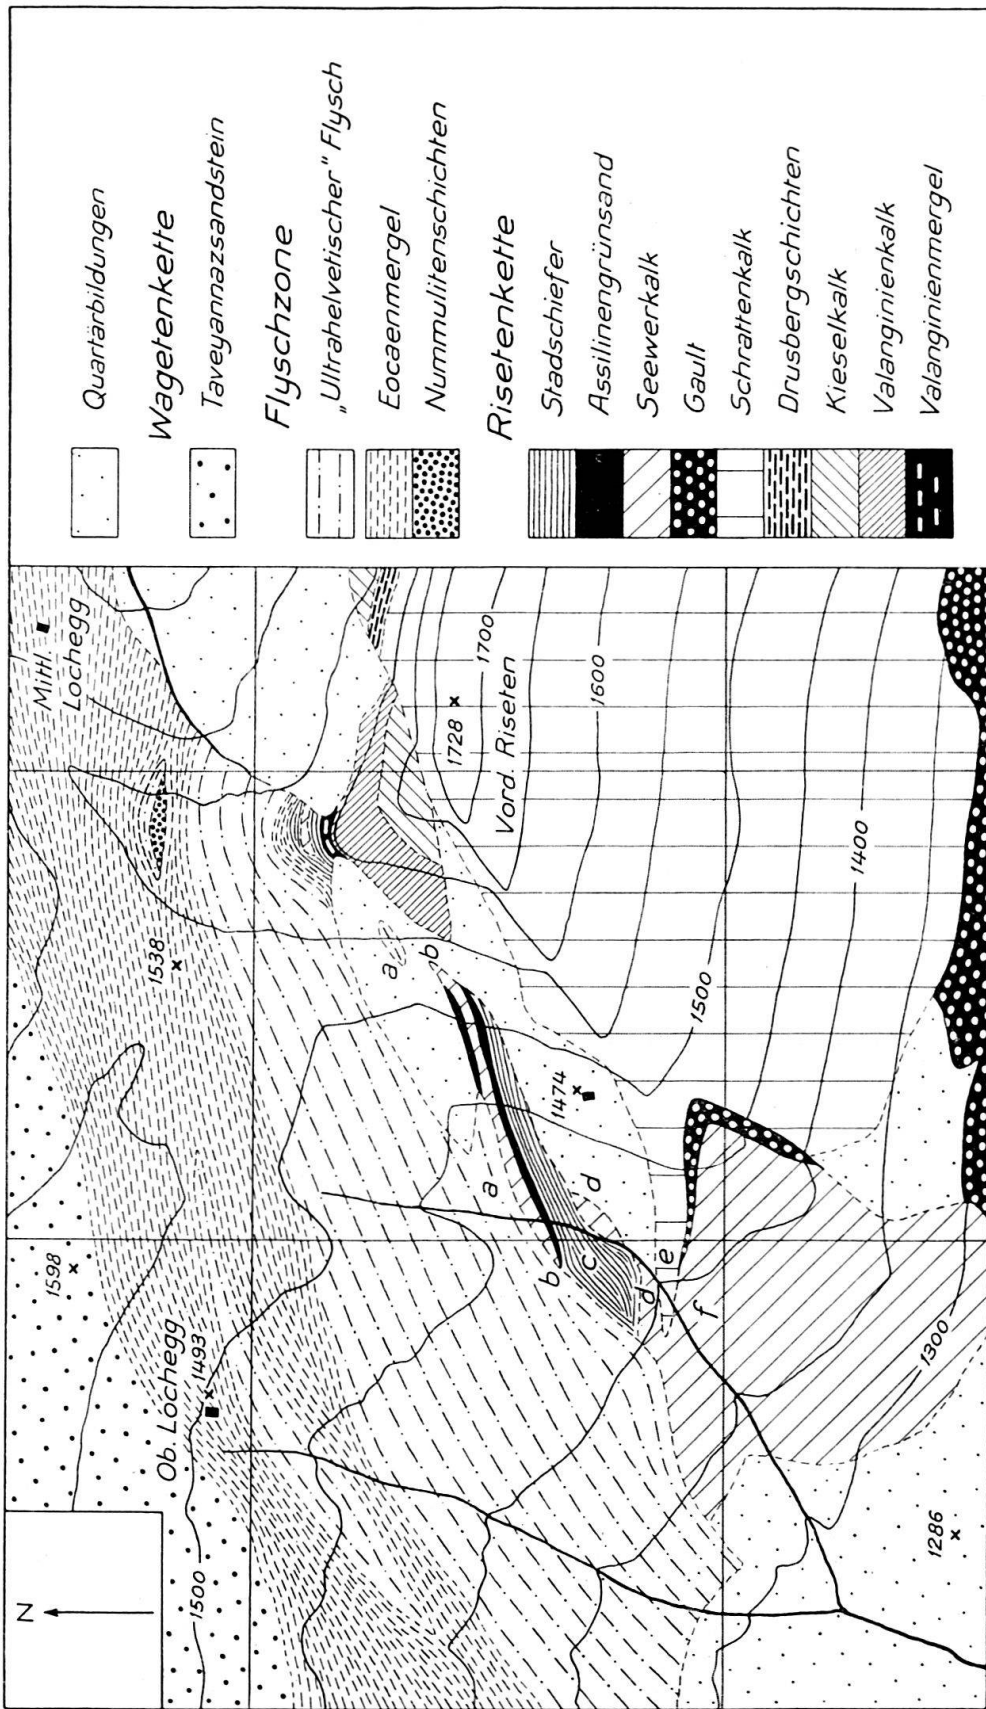 N
1500
Ob. Lochegg
1493
1598
1538
Mittl.
Lochegg
a
b
a
b
c
d
d
e
f
1474
1728
Vord Riseten
1700
1600
1500
1400
1300
1286
Quartärbildungen
Wagetenkette
Taveyannazsandstein
Flyschzone
„Ultrahelvetischer" Flysch
Eocaenmergel
Nummulitenschichten
Risetenkette
Stadschiefer
Assilinengrünsand
Seewerkalk
Gault
Schrattenkalk
Drusbergschichten
Kieselkalk
Valanginienkalk
Valanginienmergel